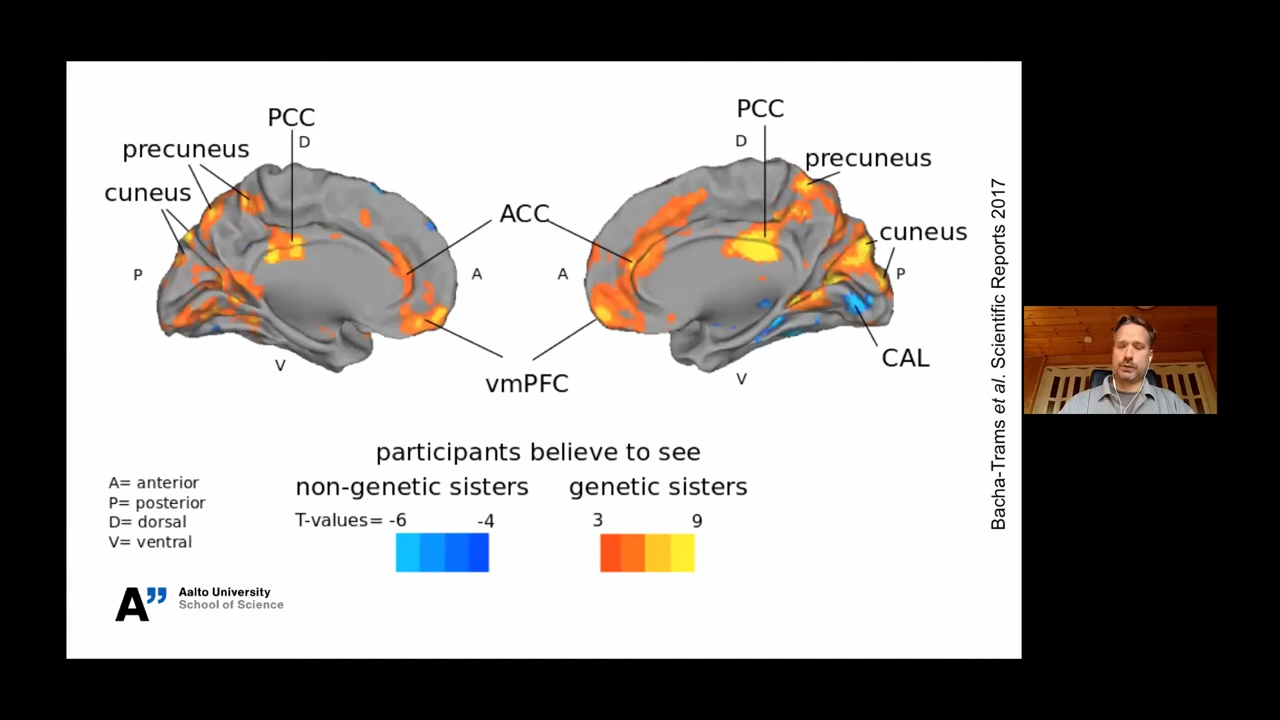 PCC
D
precuneus
cuneus
P
ACC
A
V
vmPFC
PCC
D
precuneus
cuneus
A
P
CAL
V
participants believe to see
non-genetic sisters genetic sisters
T-values= -6 -4 3 9
A= anterior
P= posterior
D= dorsal
V= ventral
A”
Aalto University
School of Science
Bacha-Trams et al. Scientific Reports 2017